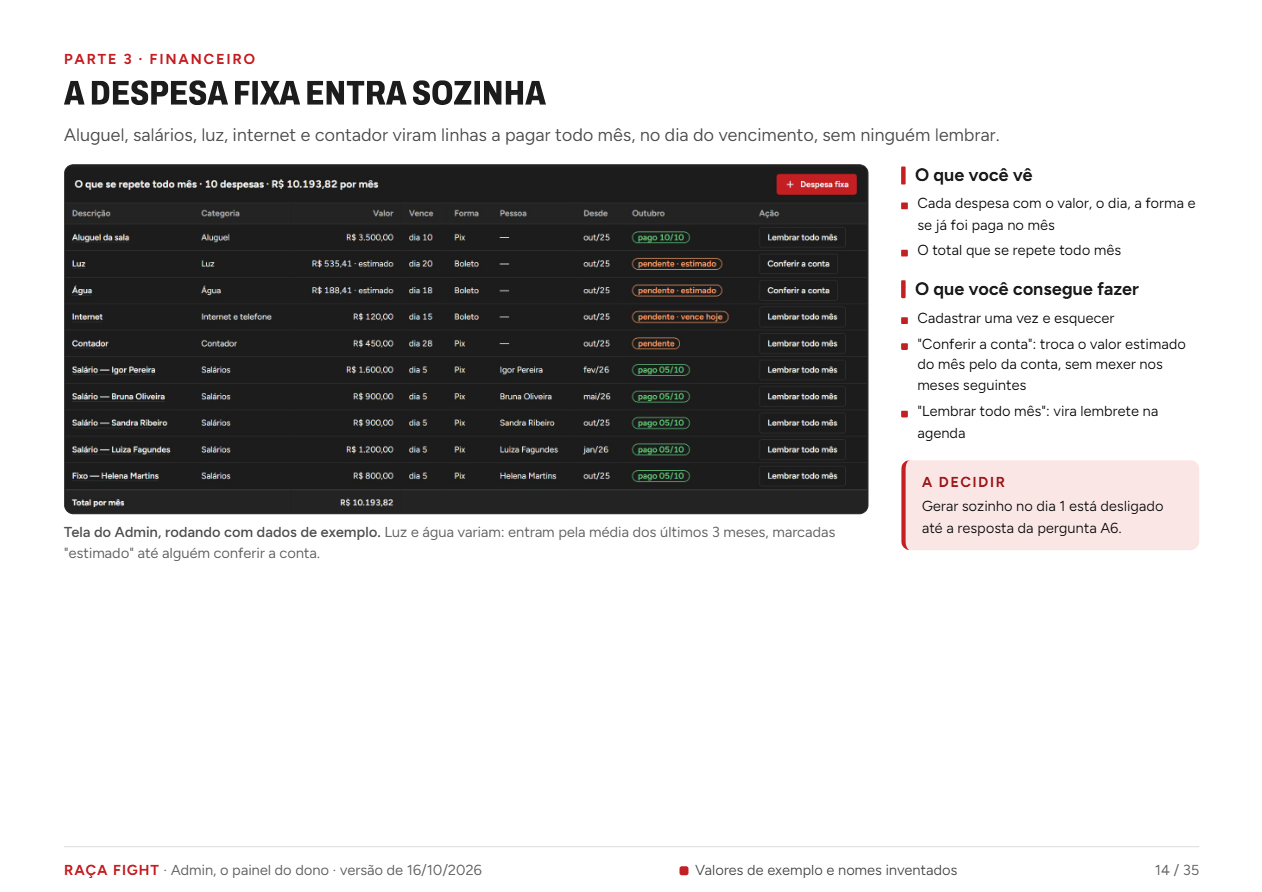 PARTE 3 · FINANCEIRO
A DESPESA FIXA ENTRA SOZINHA
Aluguel, salários, luz, internet e contador viram linhas a pagar todo mês, no dia do vencimento, sem ninguém lembrar.
O que se repete todo mês · 10 despesas · R$ 10.193,82 por mês
+ Despesa fixa
Descrição Categoria Valor Vence Forma Pessoa Desde Outubro Ação
Aluguel da sala Aluguel R$ 3.500,00 dia 10 Pix — out/25 pago 10/10 Lembrar todo mês
Luz Luz R$ 535,41 · estimado dia 20 Boleto — out/25 pendente · estimado Conferir a conta
Água Água R$ 188,41 · estimado dia 18 Boleto — out/25 pendente · estimado Conferir a conta
Internet Internet e telefone R$ 120,00 dia 15 Boleto — out/25 pendente · vence hoje Lembrar todo mês
Contador Contador R$ 450,00 dia 28 Pix — out/25 pendente Lembrar todo mês
Salário — Igor Pereira Salários R$ 1.600,00 dia 5 Pix Igor Pereira fev/26 pago 05/10 Lembrar todo mês
Salário — Bruna Oliveira Salários R$ 900,00 dia 5 Pix Bruna Oliveira mai/26 pago 05/10 Lembrar todo mês
Salário — Sandra Ribeiro Salários R$ 900,00 dia 5 Pix Sandra Ribeiro out/25 pago 05/10 Lembrar todo mês
Salário — Luiza Fagundes Salários R$ 1.200,00 dia 5 Pix Luiza Fagundes jan/26 pago 05/10 Lembrar todo mês
Fixo — Helena Martins Salários R$ 800,00 dia 5 Pix Helena Martins out/25 pago 05/10 Lembrar todo mês
Total por mês R$ 10.193,82
Tela do Admin, rodando com dados de exemplo. Luz e água variam: entram pela média dos últimos 3 meses, marcadas
"estimado" até alguém conferir a conta.
O que você vê
Cada despesa com o valor, o dia, a forma e
se já foi paga no mês
O total que se repete todo mês
O que você consegue fazer
Cadastrar uma vez e esquecer
"Conferir a conta": troca o valor estimado
do mês pelo da conta, sem mexer nos
meses seguintes
"Lembrar todo mês": vira lembrete na
agenda
A DECIDIR
Gerar sozinho no dia 1 está desligado
até a resposta da pergunta A6.
RAÇA FIGHT · Admin, o painel do dono · versão de 16/10/2026
Valores de exemplo e nomes inventados
14 / 35